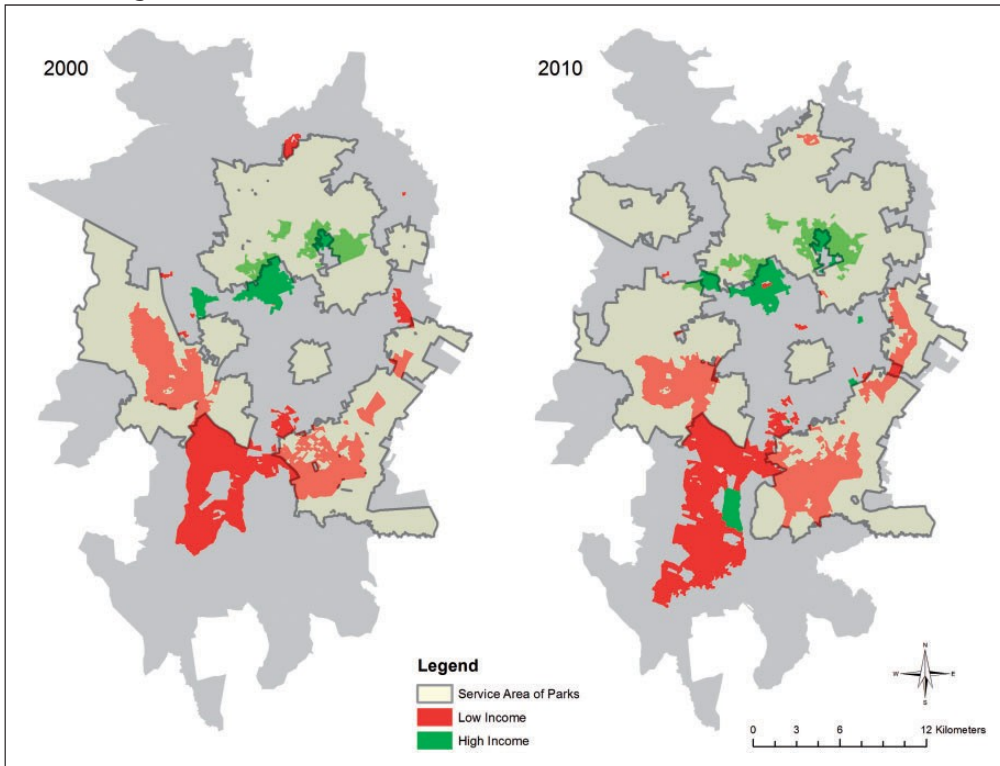 2000
2010
Legend
Service Area of Parks
Low Income
High Income
N
W E
S
0 3 6 12 Kilometers